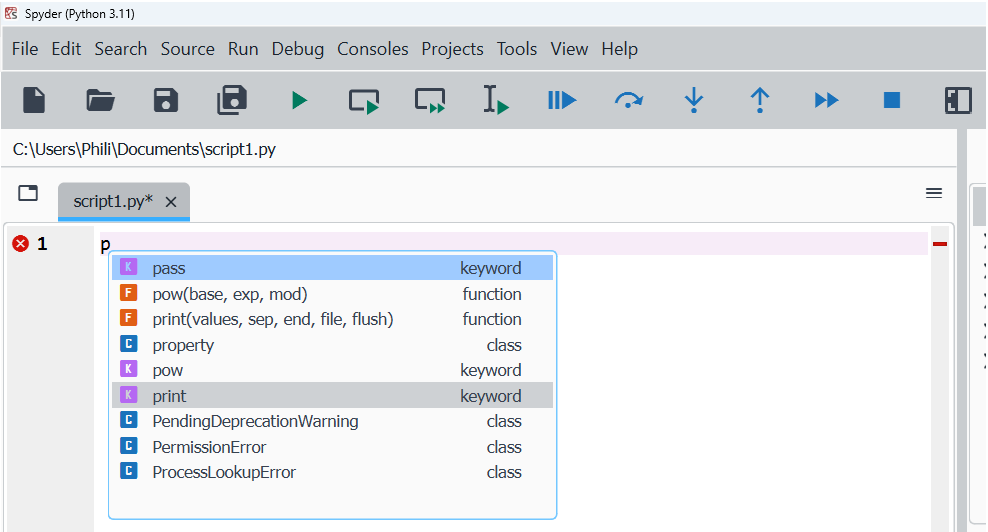 Spyder (Python 3.11)
File Edit Search Source Run Debug Consoles Projects Tools View Help
C:\Users\Phili\Documents\script1.py
script1.py*
1 p
K pass keyword
F pow(base, exp, mod) function
F print(values, sep, end, file, flush) function
C property class
K pow keyword
K print keyword
C PendingDeprecationWarning class
C PermissionError class
C ProcessLookupError class